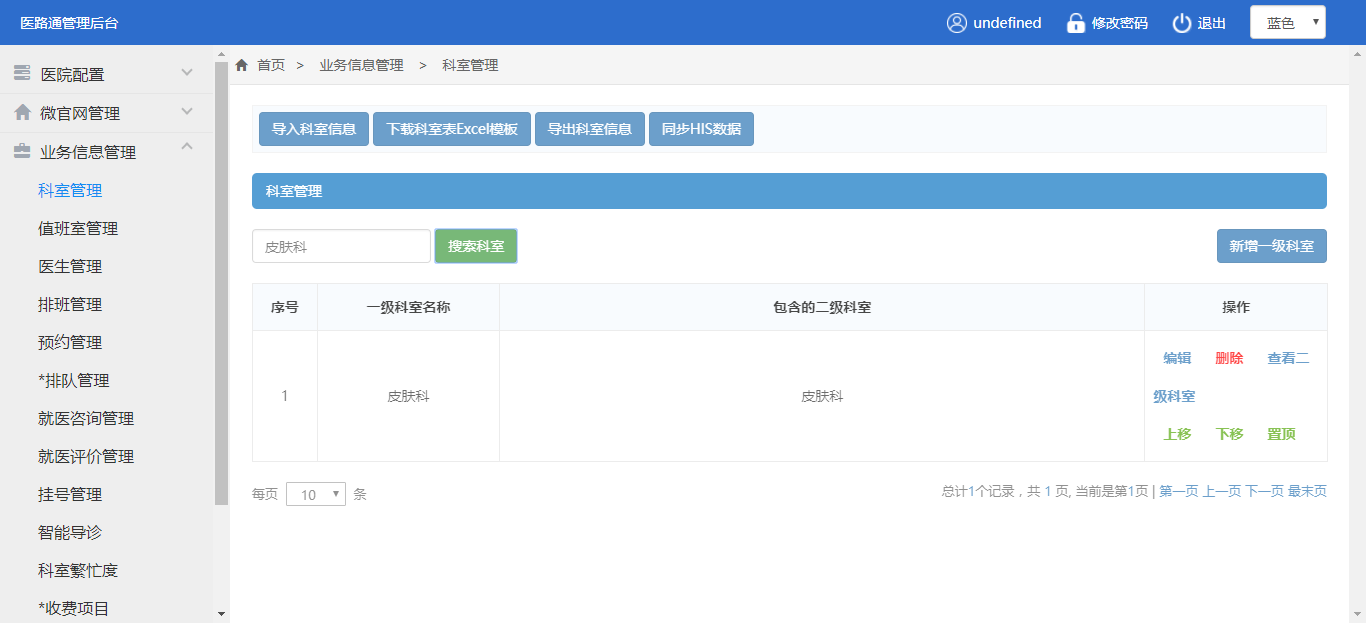 医路通管理后台
undefined
修改密码
退出
蓝色
医院配置
微官网管理
业务信息管理
科室管理
值班室管理
医生管理
排班管理
预约管理
*排队管理
就医咨询管理
就医评价管理
挂号管理
智能导诊
科室繁忙度
*收费项目
首页 > 业务信息管理 > 科室管理
导入科室信息 下载科室表Excel模板 导出科室信息 同步HIS数据
科室管理
皮肤科 搜索科室 新增一级科室
序号 一级科室名称 包含的二级科室 操作
1 皮肤科 皮肤科
编辑 删除 查看二
级科室
上移 下移 置顶
每页 10 条
总计1个记录，共 1 页, 当前是第1页 | 第一页 上一页 下一页 最末页